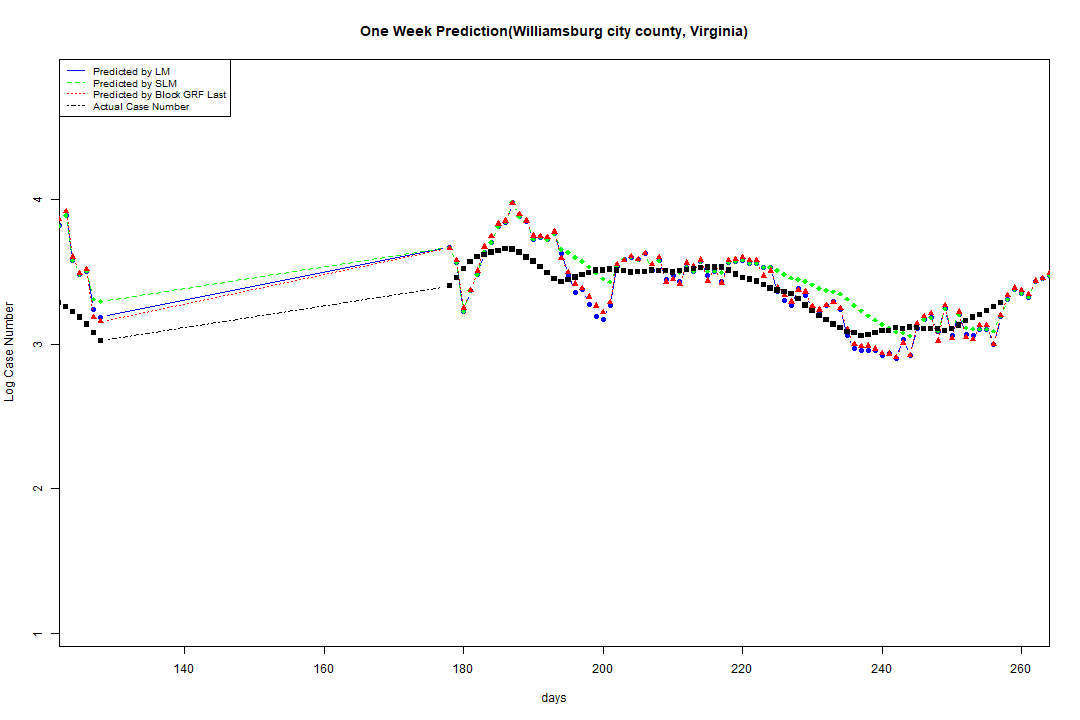 One Week Prediction(Williamsburg city county, Virginia)
Predicted by LM
Predicted by SLM
Predicted by Block GRF Last
Actual Case Number
4
3
2
1
Log Case Number
140 160 180 200 220 240 260
days